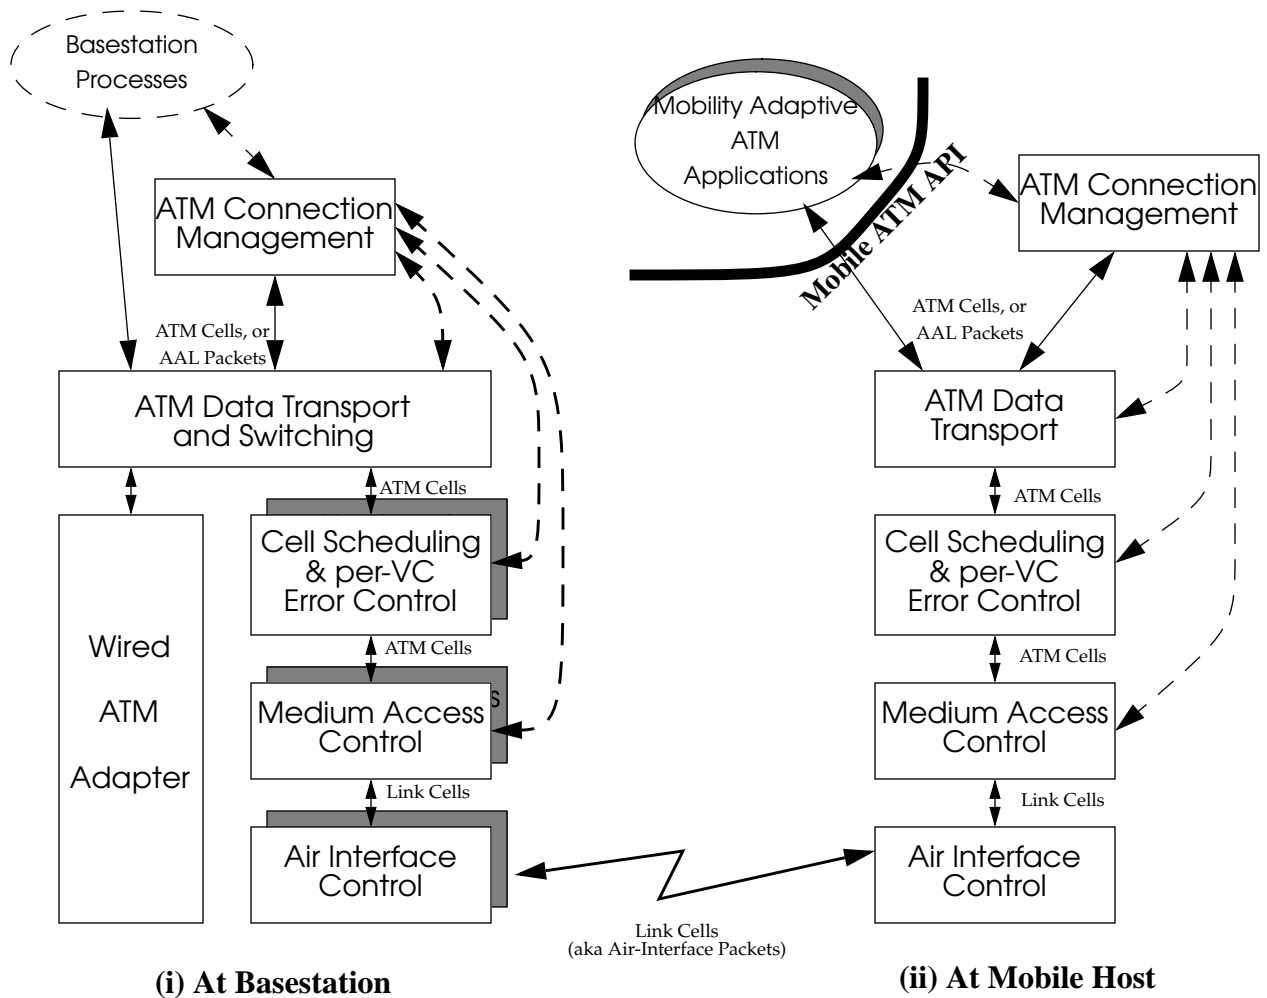 Basestation
Processes
ATM Connection
Management
ATM Cells, or
AAL Packets
ATM Data Transport
and Switching
ATM Cells
Cell Scheduling
& per-VC
Error Control
ATM Cells
s
Medium Access
Control
Link Cells
Air Interface
Control
Wired
ATM
Adapter
(i) At Basestation
Mobility Adaptive
ATM
Applications
Mobile ATM API
ATM Connection
Management
ATM Cells, or
AAL Packets
ATM Data
Transport
ATM Cells
Cell Scheduling
& per-VC
Error Control
ATM Cells
Medium Access
Control
Link Cells
Air Interface
Control
Link Cells
(aka Air-Interface Packets)
(ii) At Mobile Host